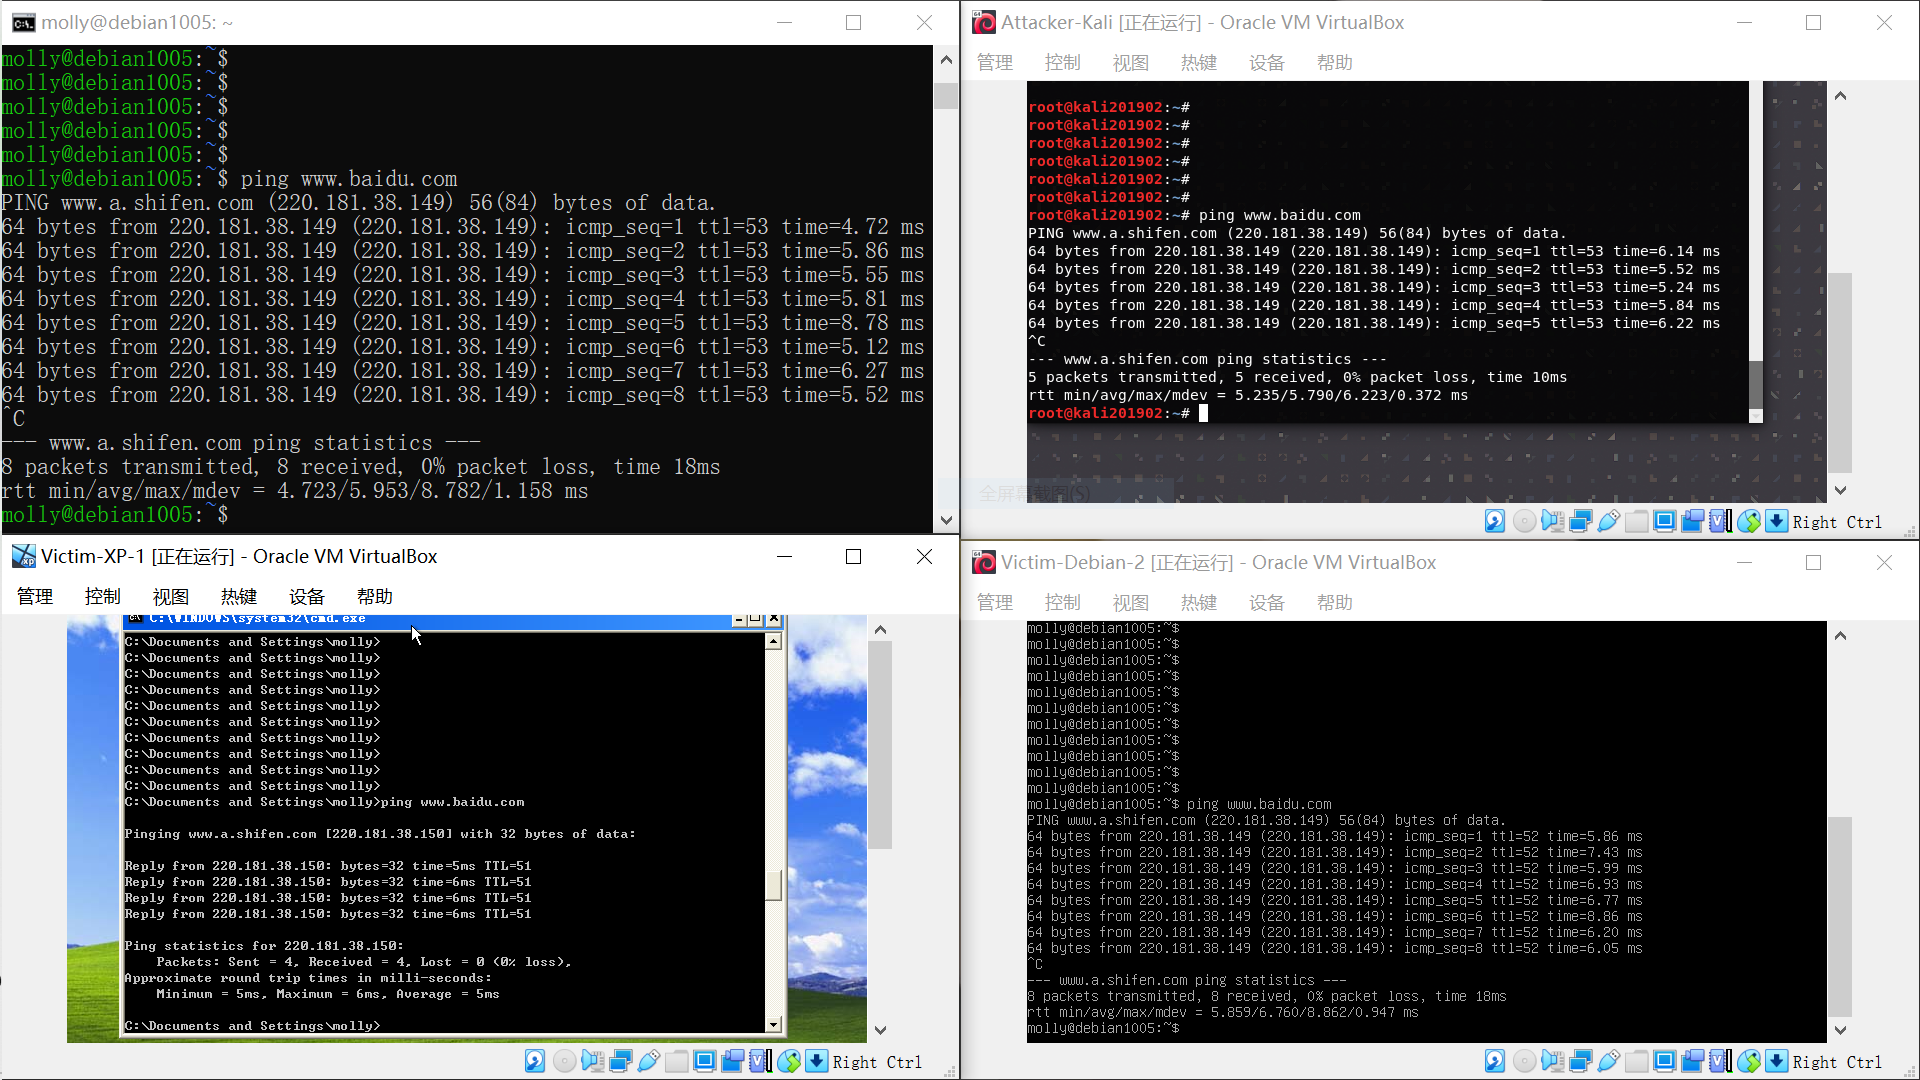 molly@debian1005: ~
molly@debian1005:~$
molly@debian1005:~$
molly@debian1005:~$
molly@debian1005:~$
molly@debian1005:~$
molly@debian1005:~$ ping www.baidu.com
PING www.a.shifen.com (220.181.38.149) 56(84) bytes of data.
64 bytes from 220.181.38.149 (220.181.38.149): icmp_seq=1 ttl=53 time=4.72 ms
64 bytes from 220.181.38.149 (220.181.38.149): icmp_seq=2 ttl=53 time=5.86 ms
64 bytes from 220.181.38.149 (220.181.38.149): icmp_seq=3 ttl=53 time=5.55 ms
64 bytes from 220.181.38.149 (220.181.38.149): icmp_seq=4 ttl=53 time=5.81 ms
64 bytes from 220.181.38.149 (220.181.38.149): icmp_seq=5 ttl=53 time=8.78 ms
64 bytes from 220.181.38.149 (220.181.38.149): icmp_seq=6 ttl=53 time=5.12 ms
64 bytes from 220.181.38.149 (220.181.38.149): icmp_seq=7 ttl=53 time=6.27 ms
64 bytes from 220.181.38.149 (220.181.38.149): icmp_seq=8 ttl=53 time=5.52 ms
^C
--- www.a.shifen.com ping statistics ---
8 packets transmitted, 8 received, 0% packet loss, time 18ms
rtt min/avg/max/mdev = 4.723/5.953/8.782/1.158 ms
molly@debian1005:~$
Attacker-Kali [正在运行] - Oracle VM VirtualBox
管理 控制 视图 热键 设备 帮助
root@kali201902:~#
root@kali201902:~#
root@kali201902:~#
root@kali201902:~#
root@kali201902:~#
root@kali201902:~#
root@kali201902:~# ping www.baidu.com
PING www.a.shifen.com (220.181.38.149) 56(84) bytes of data.
64 bytes from 220.181.38.149 (220.181.38.149): icmp_seq=1 ttl=53 time=6.14 ms
64 bytes from 220.181.38.149 (220.181.38.149): icmp_seq=2 ttl=53 time=5.52 ms
64 bytes from 220.181.38.149 (220.181.38.149): icmp_seq=3 ttl=53 time=5.24 ms
64 bytes from 220.181.38.149 (220.181.38.149): icmp_seq=4 ttl=53 time=5.84 ms
64 bytes from 220.181.38.149 (220.181.38.149): icmp_seq=5 ttl=53 time=6.22 ms
^C
--- www.a.shifen.com ping statistics ---
5 packets transmitted, 5 received, 0% packet loss, time 10ms
rtt min/avg/max/mdev = 5.235/5.790/6.223/0.372 ms
root@kali201902:~#
全屏幕截图(S)
Right Ctrl
Victim-XP-1 [正在运行] - Oracle VM VirtualBox
管理 控制 视图 热键 设备 帮助
C:\WINDOWS\system32\cmd.exe
C:\Documents and Settings\molly>
C:\Documents and Settings\molly>
C:\Documents and Settings\molly>
C:\Documents and Settings\molly>
C:\Documents and Settings\molly>
C:\Documents and Settings\molly>
C:\Documents and Settings\molly>
C:\Documents and Settings\molly>
C:\Documents and Settings\molly>
C:\Documents and Settings\molly>
C:\Documents and Settings\molly>ping www.baidu.com
Pinging www.a.shifen.com [220.181.38.150] with 32 bytes of data:
Reply from 220.181.38.150: bytes=32 time=5ms TTL=51
Reply from 220.181.38.150: bytes=32 time=6ms TTL=51
Reply from 220.181.38.150: bytes=32 time=6ms TTL=51
Reply from 220.181.38.150: bytes=32 time=6ms TTL=51
Ping statistics for 220.181.38.150:
Packets: Sent = 4, Received = 4, Lost = 0 (0% loss),
Approximate round trip times in milli-seconds:
Minimum = 5ms, Maximum = 6ms, Average = 5ms
C:\Documents and Settings\molly>
Right Ctrl
Victim-Debian-2 [正在运行] - Oracle VM VirtualBox
管理 控制 视图 热键 设备 帮助
molly@debian1005:~$
molly@debian1005:~$
molly@debian1005:~$
molly@debian1005:~$
molly@debian1005:~$
molly@debian1005:~$
molly@debian1005:~$
molly@debian1005:~$
molly@debian1005:~$
molly@debian1005:~$
molly@debian1005:~$
molly@debian1005:~$ ping www.baidu.com
PING www.a.shifen.com (220.181.38.149) 56(84) bytes of data.
64 bytes from 220.181.38.149 (220.181.38.149): icmp_seq=1 ttl=52 time=5.86 ms
64 bytes from 220.181.38.149 (220.181.38.149): icmp_seq=2 ttl=52 time=7.43 ms
64 bytes from 220.181.38.149 (220.181.38.149): icmp_seq=3 ttl=52 time=5.99 ms
64 bytes from 220.181.38.149 (220.181.38.149): icmp_seq=4 ttl=52 time=6.93 ms
64 bytes from 220.181.38.149 (220.181.38.149): icmp_seq=5 ttl=52 time=6.77 ms
64 bytes from 220.181.38.149 (220.181.38.149): icmp_seq=6 ttl=52 time=8.86 ms
64 bytes from 220.181.38.149 (220.181.38.149): icmp_seq=7 ttl=52 time=6.20 ms
64 bytes from 220.181.38.149 (220.181.38.149): icmp_seq=8 ttl=52 time=6.05 ms
^C
--- www.a.shifen.com ping statistics ---
8 packets transmitted, 8 received, 0% packet loss, time 18ms
rtt min/avg/max/mdev = 5.859/6.760/8.862/0.947 ms
molly@debian1005:~$
Right Ctrl